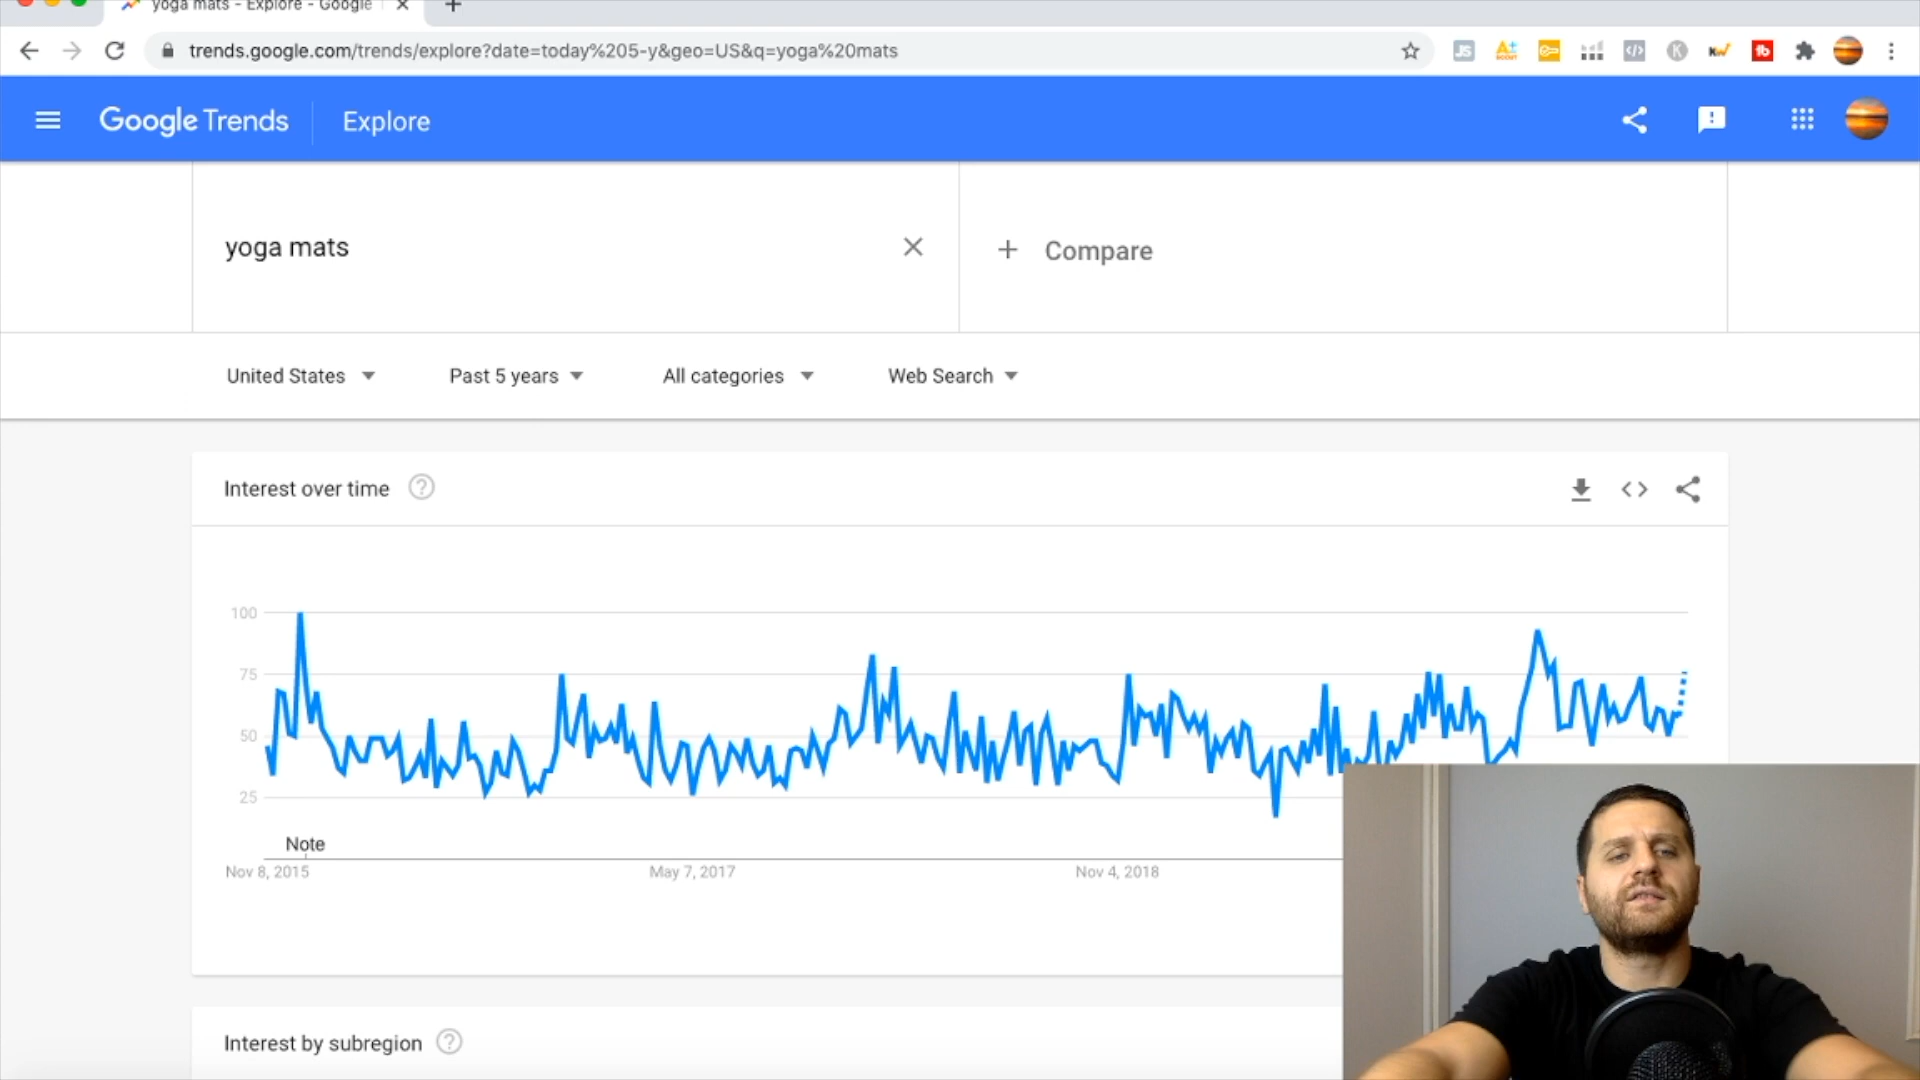 yoga mats - Explore - Google
trends.google.com/trends/explore?date=today%205-y&geo=US&q=yoga%20mats
Google Trends
Explore
yoga mats
+ Compare
United States
Past 5 years
All categories
Web Search
Interest over time
100
75
50
25
Note
Nov 8, 2015
May 7, 2017
Nov 4, 2018
Interest by subregion